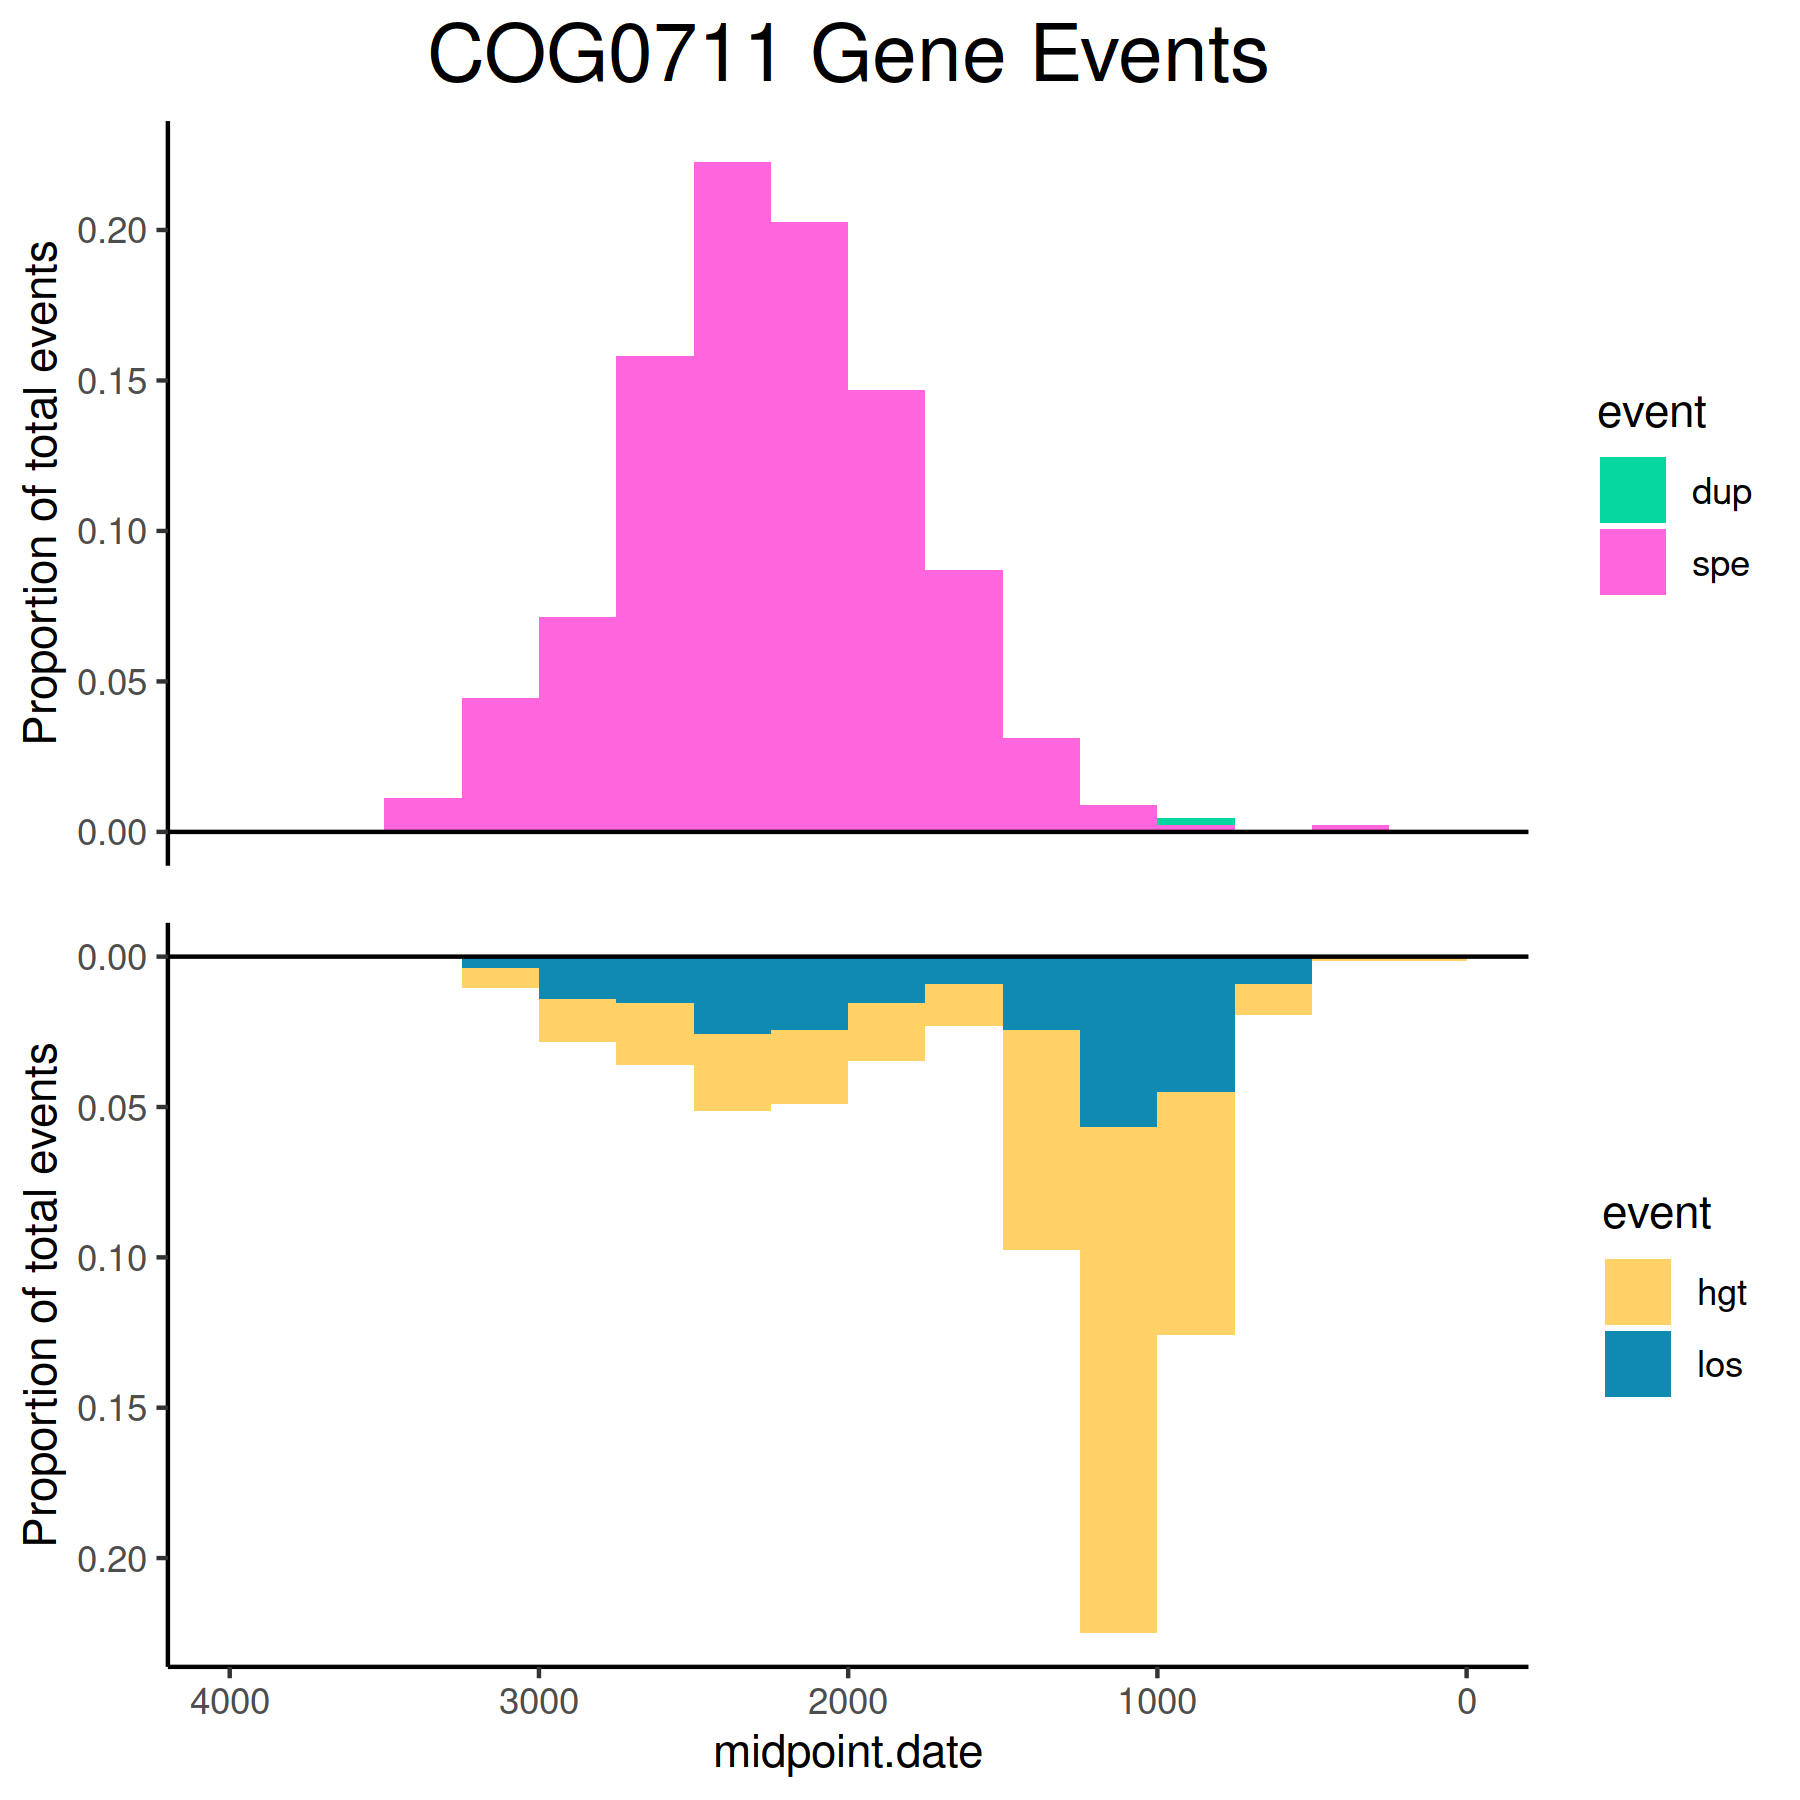 COG0711 Gene Events
Proportion of total events
0.20
0.15
0.10
0.05
0.00
event
dup
spe
Proportion of total events
0.00
0.05
0.10
0.15
0.20
event
hgt
los
4000 3000 2000 1000 0
midpoint.date